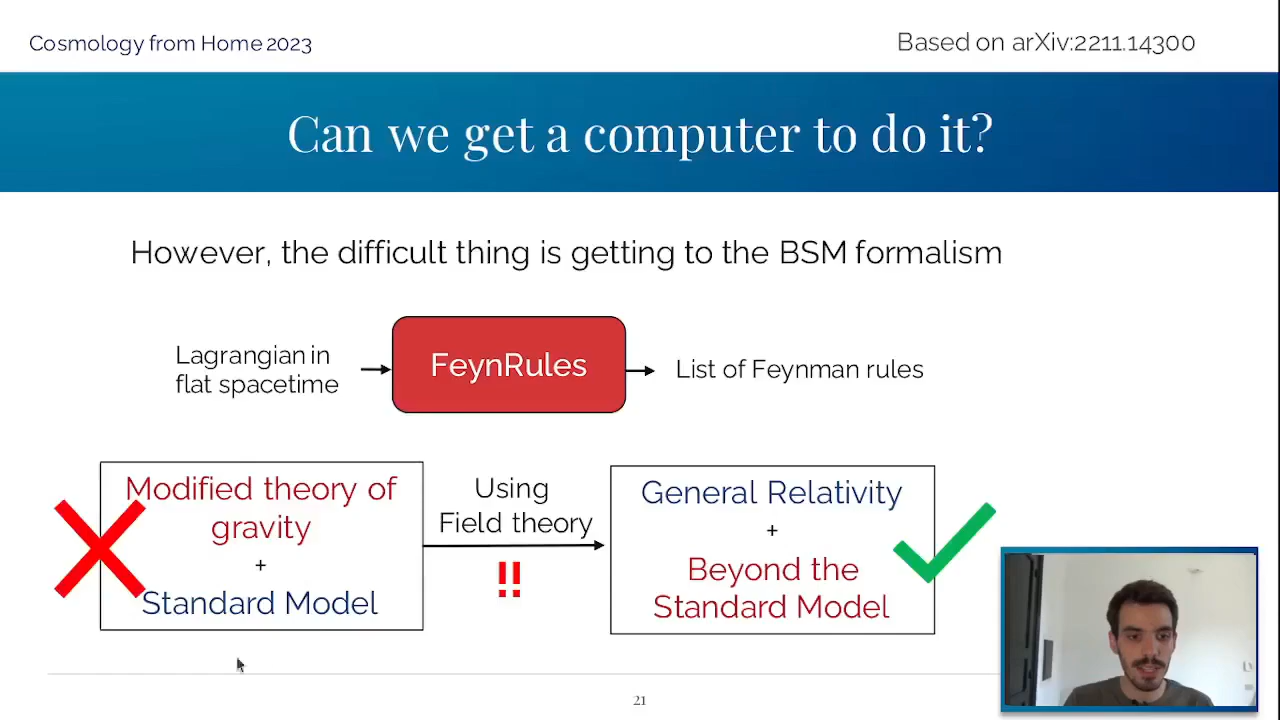 Cosmology from Home 2023
Based on arXiv:2211.14300
Can we get a computer to do it?
However, the difficult thing is getting to the BSM formalism
Lagrangian in
flat spacetime
FeynRules
List of Feynman rules
Modified theory of
gravity
+
Standard Model
Using
Field theory
!!
General Relativity
+
Beyond the
Standard Model
21